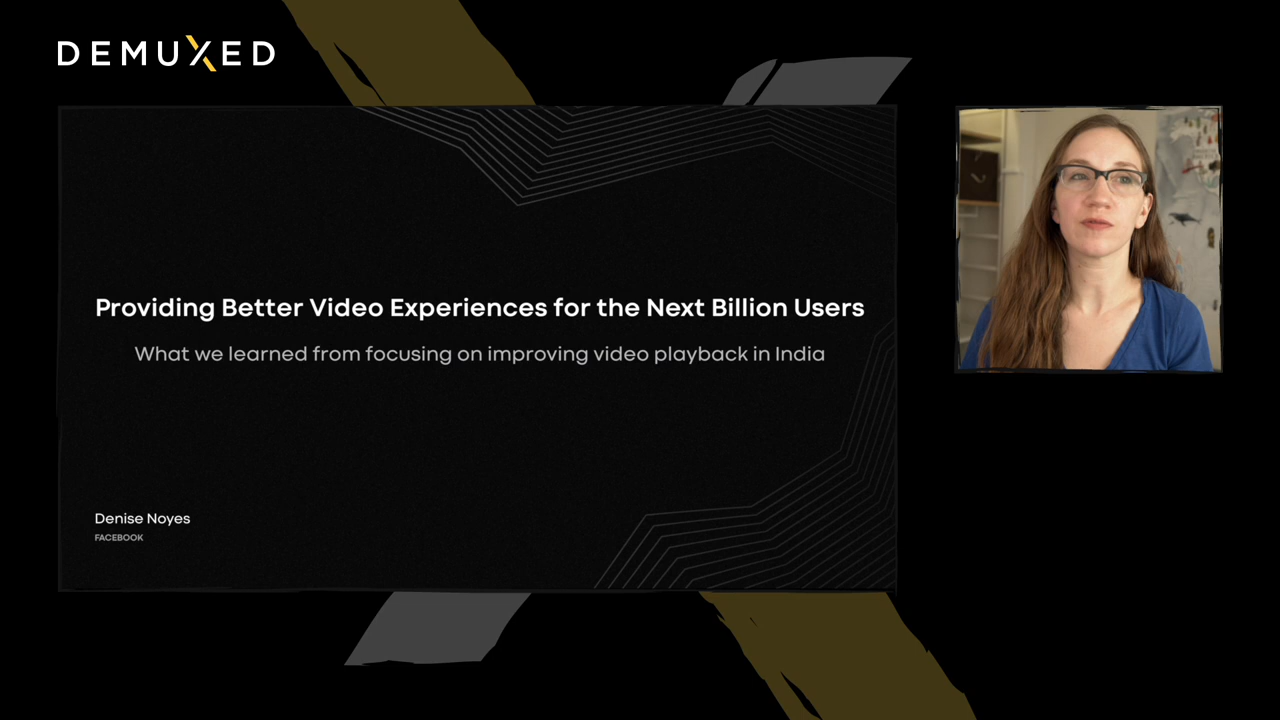 DEMUXED
Providing Better Video Experiences for the Next Billion Users
What we learned from focusing on improving video playback in India
Denise Noyes
FACEBOOK